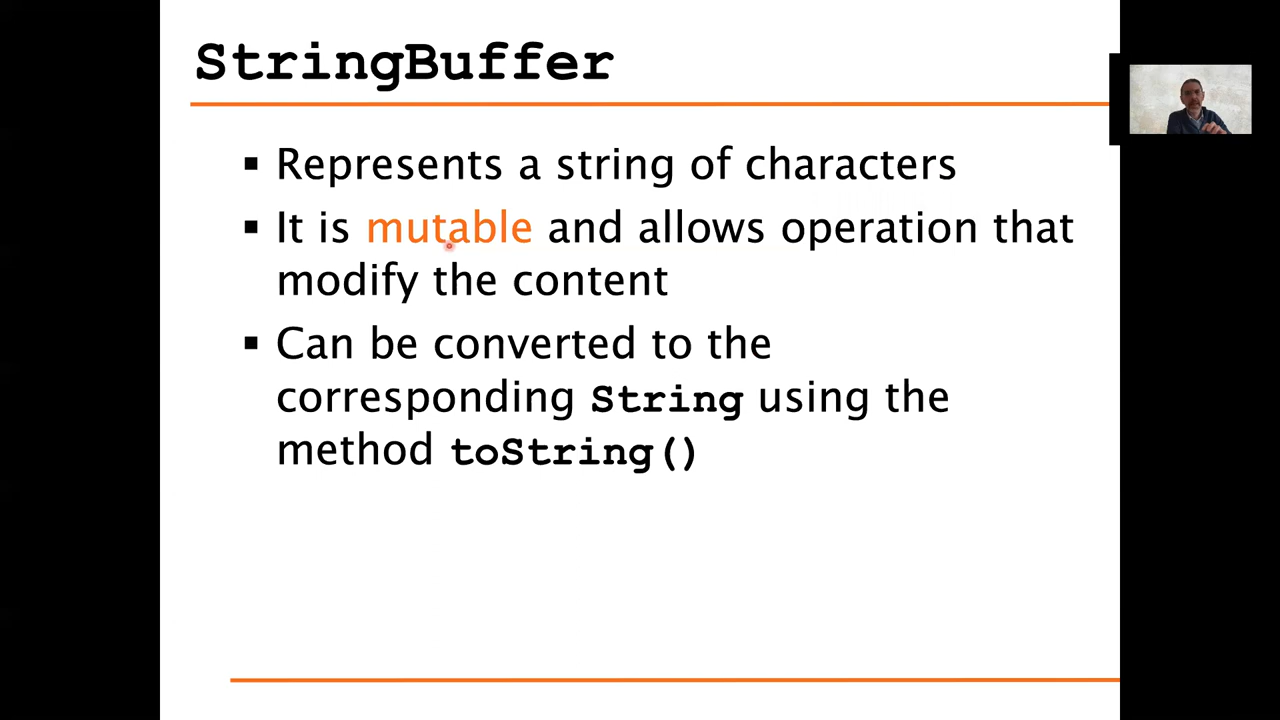 StringBuffer
▪ Represents a string of characters
▪ It is mutable and allows operation that
modify the content
▪ Can be converted to the
corresponding String using the
method toString()